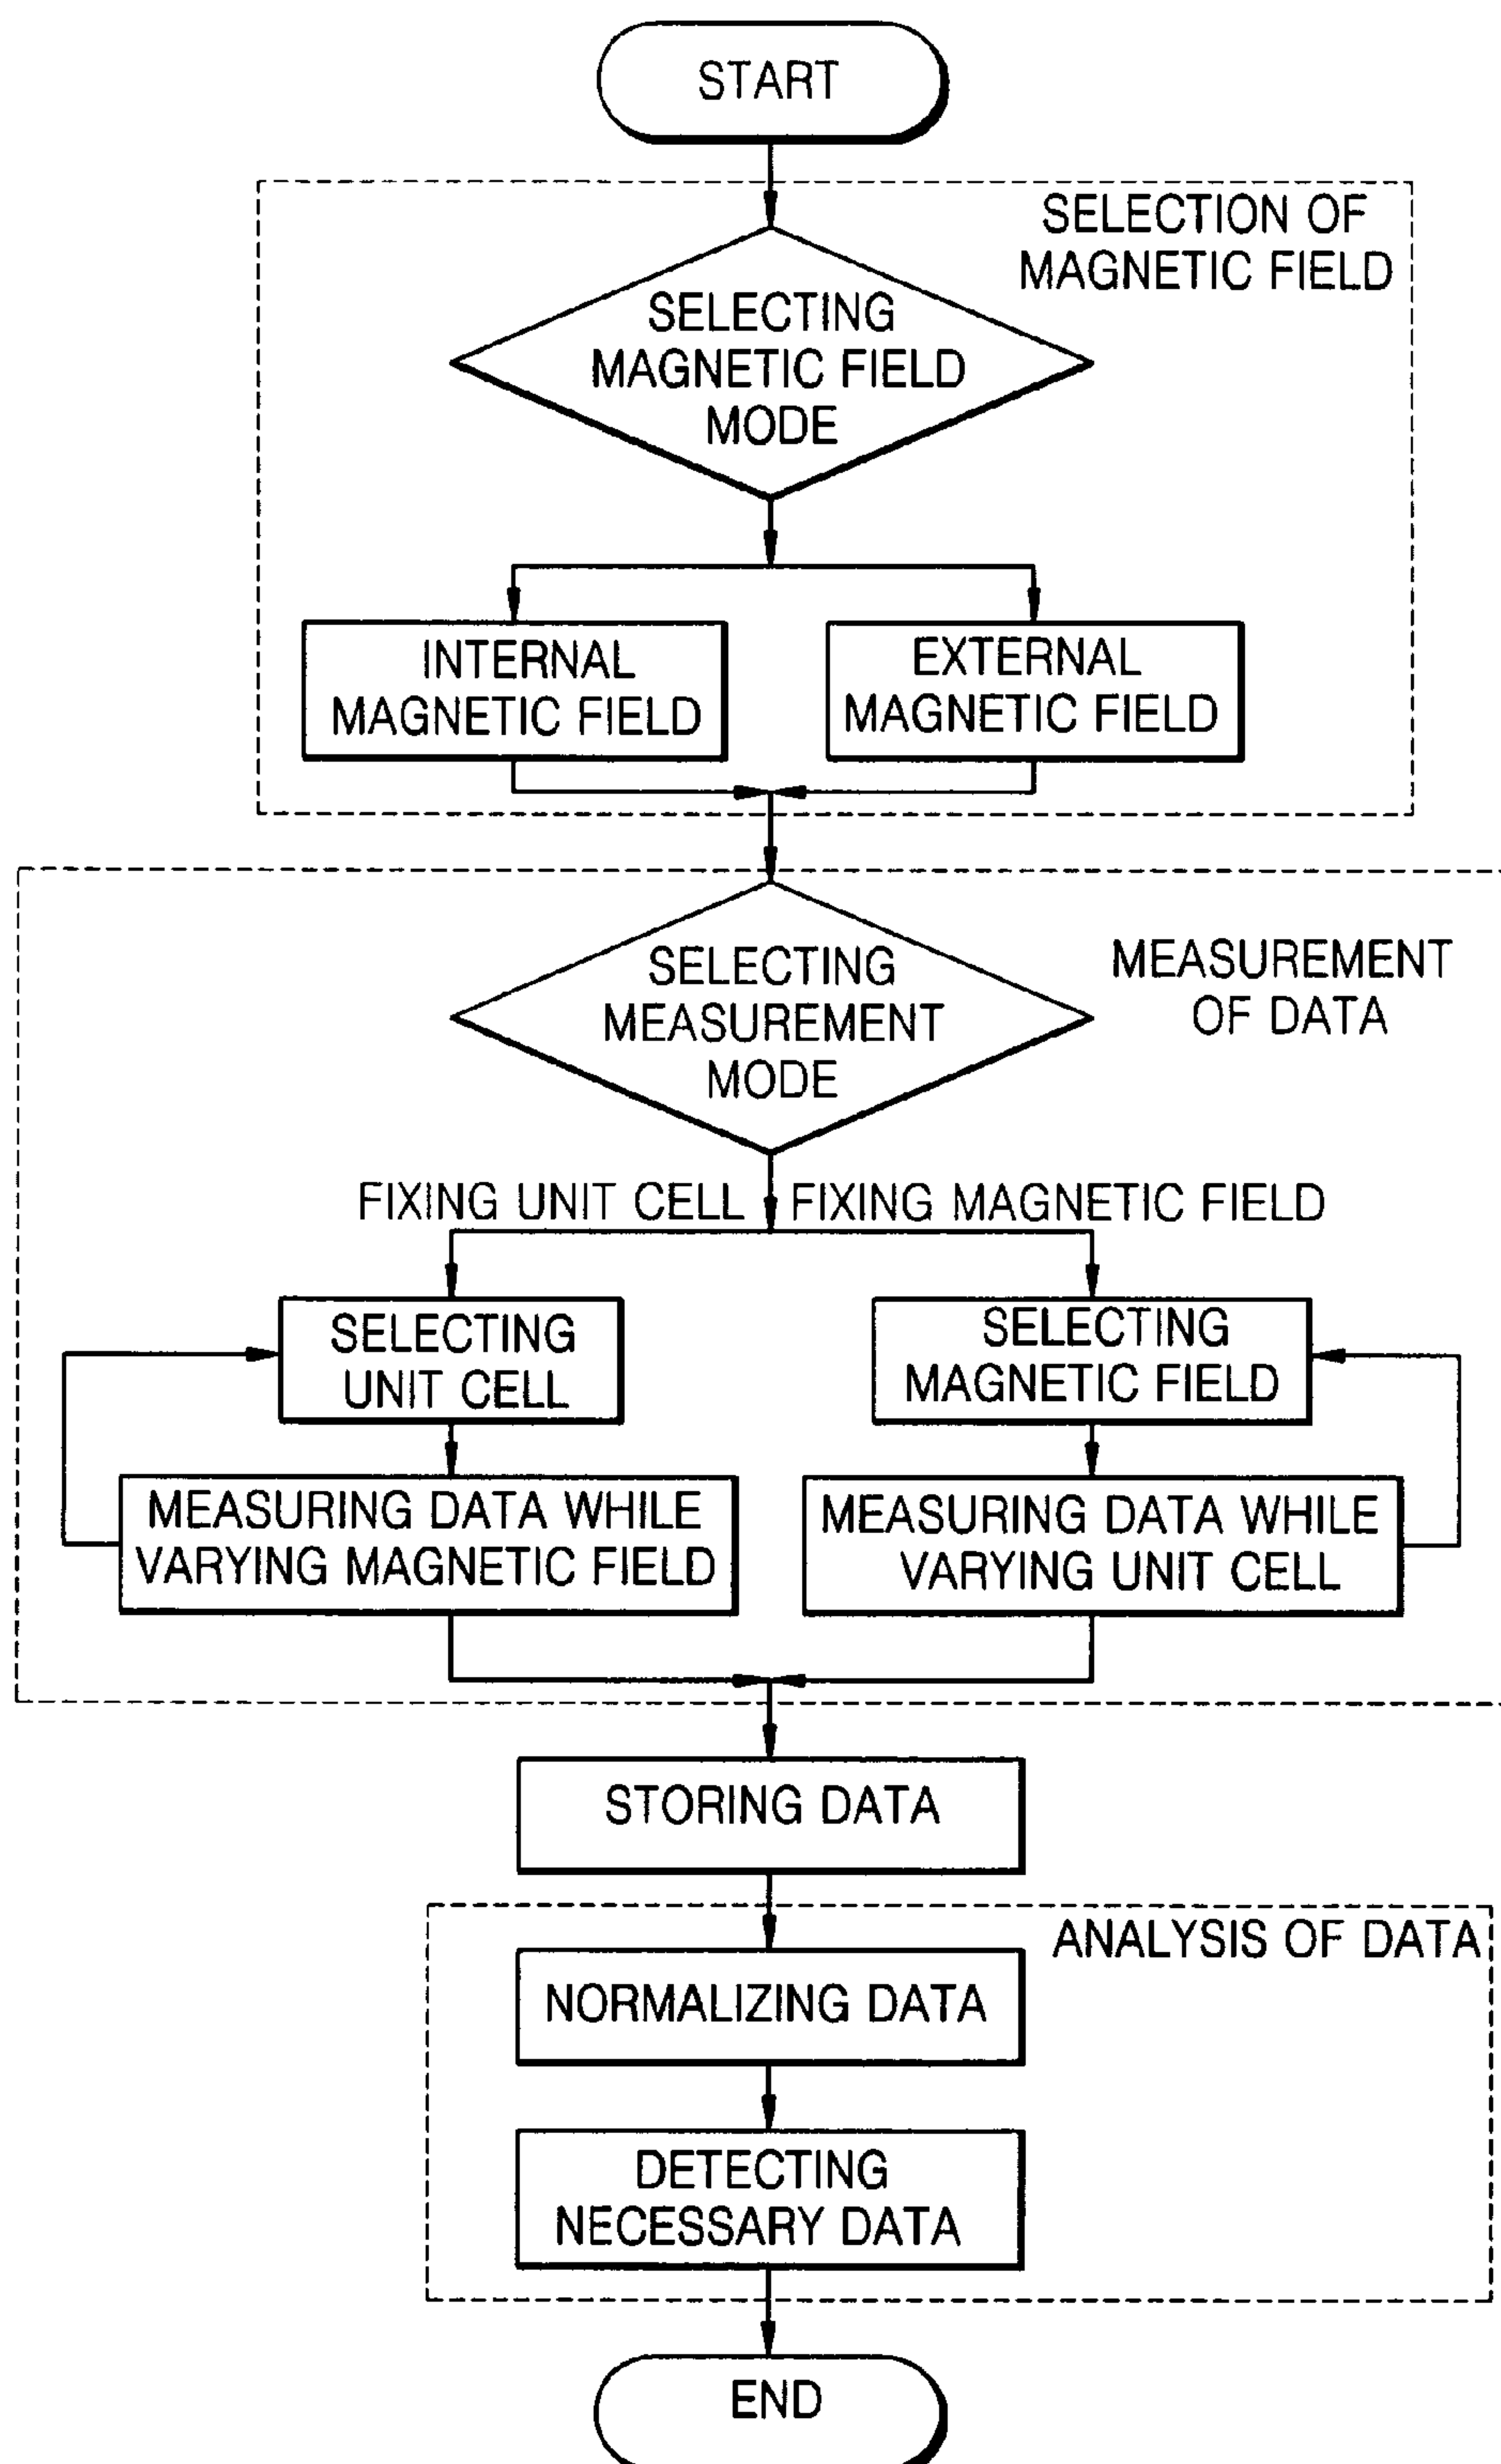 START
SELECTION OF
MAGNETIC FIELD
SELECTING
MAGNETIC FIELD
MODE
INTERNAL
MAGNETIC FIELD
EXTERNAL
MAGNETIC FIELD
SELECTING
MEASUREMENT
MODE
MEASUREMENT
OF DATA
FIXING UNIT CELL
FIXING MAGNETIC FIELD
SELECTING
UNIT CELL
SELECTING
MAGNETIC FIELD
MEASURING DATA WHILE
VARYING MAGNETIC FIELD
MEASURING DATA WHILE
VARYING UNIT CELL
STORING DATA
ANALYSIS OF DATA
NORMALIZING DATA
DETECTING
NECESSARY DATA
END